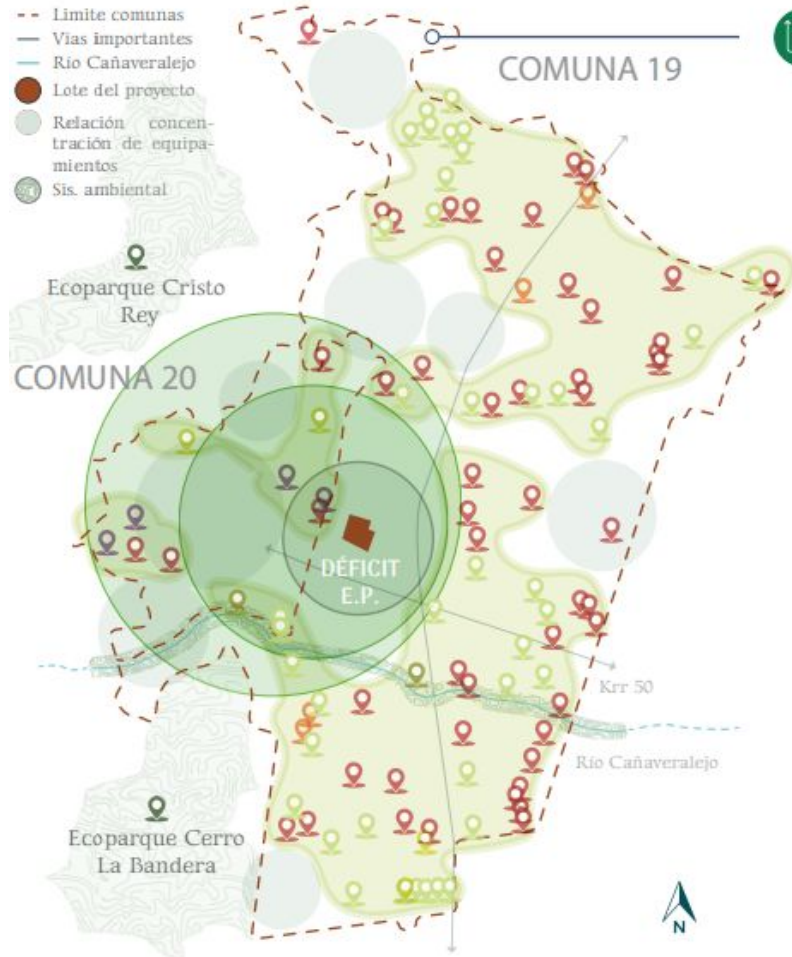 Limite comunas
Vias importantes
Río Cañaveralejo
Lote del proyecto
Relación concen-
tración de equipa-
mientos
Sis. ambiental
COMUNA 19
Ecoparque Cristo
Rey
COMUNA 20
DÉFICIT
E.P.
Krr 50
Río Cañaveralejo
Ecoparque Cerro
La Bandera
N